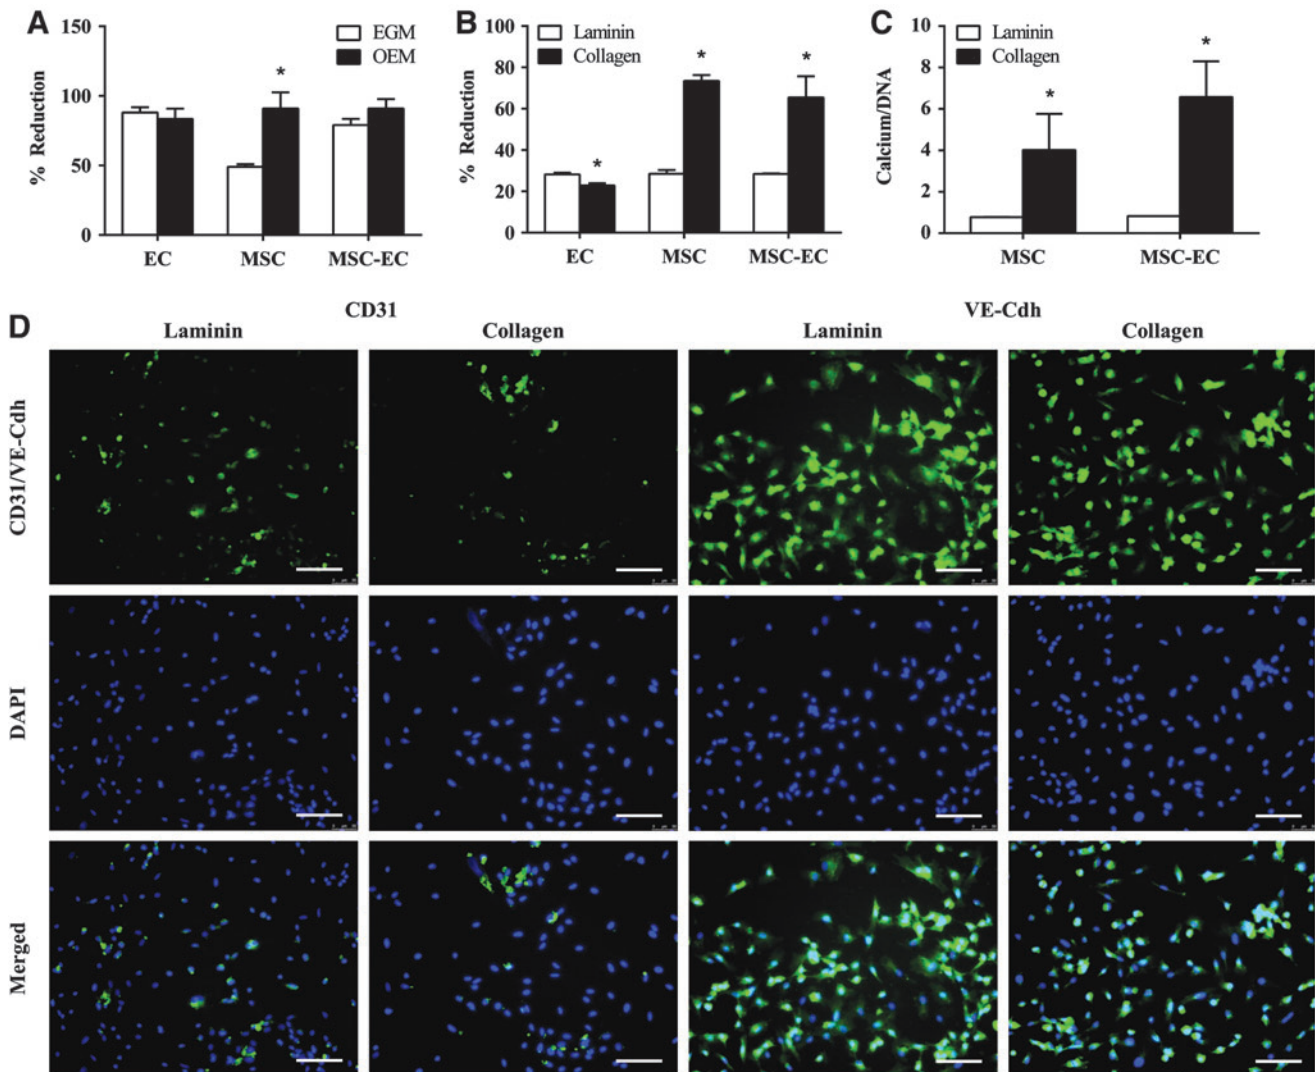 A
EGM
OEM
% Reduction
150
100
50
0
*
EC
MSC
MSC-EC
B
Laminin
Collagen
% Reduction
100
80
60
40
20
0
*
*
*
EC
MSC
MSC-EC
C
Laminin
Collagen
Calcium/DNA
10
8
6
4
2
0
*
*
MSC
MSC-EC
D
CD31
VE-Cdh
Laminin
Collagen
Laminin
Collagen
CD31/VE-Cdh
DAPI
Merged